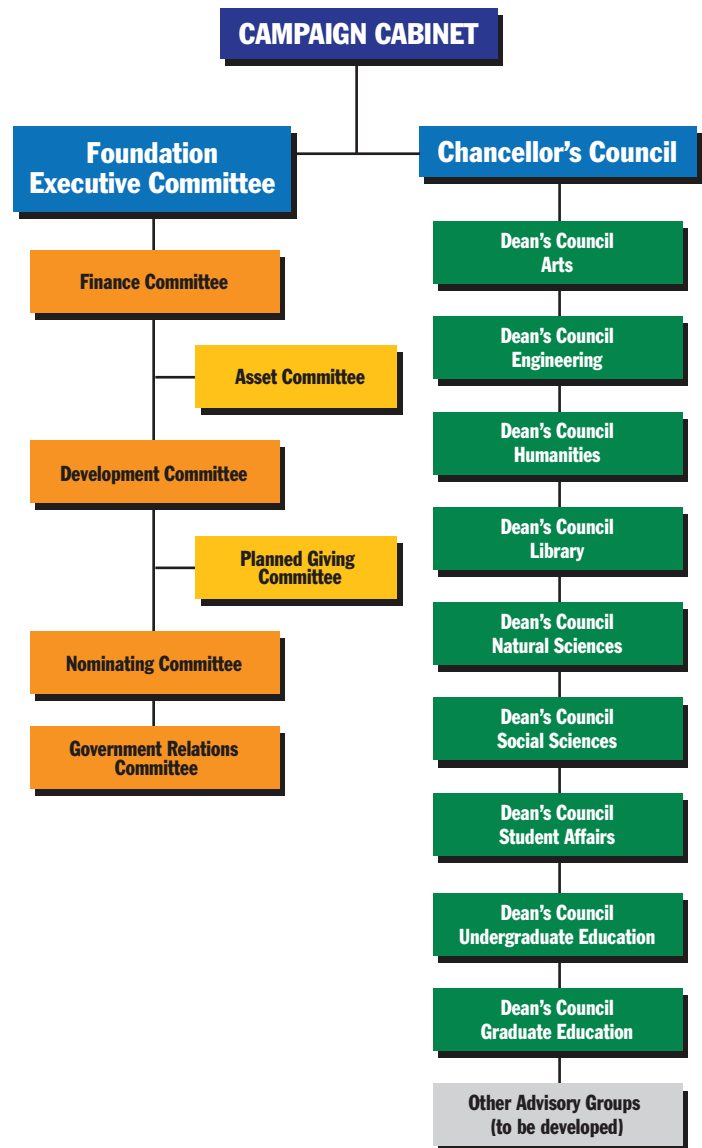 CAMPAIGN CABINET
Foundation
Executive Committee
Finance Committee
Asset Committee
Development Committee
Planned Giving
Committee
Nominating Committee
Government Relations
Committee
Chancellor's Council
Dean's Council
Arts
Dean's Council
Engineering
Dean's Council
Humanities
Dean's Council
Library
Dean's Council
Natural Sciences
Dean's Council
Social Sciences
Dean's Council
Student Affairs
Dean's Council
Undergraduate Education
Dean's Council
Graduate Education
Other Advisory Groups
(to be developed)